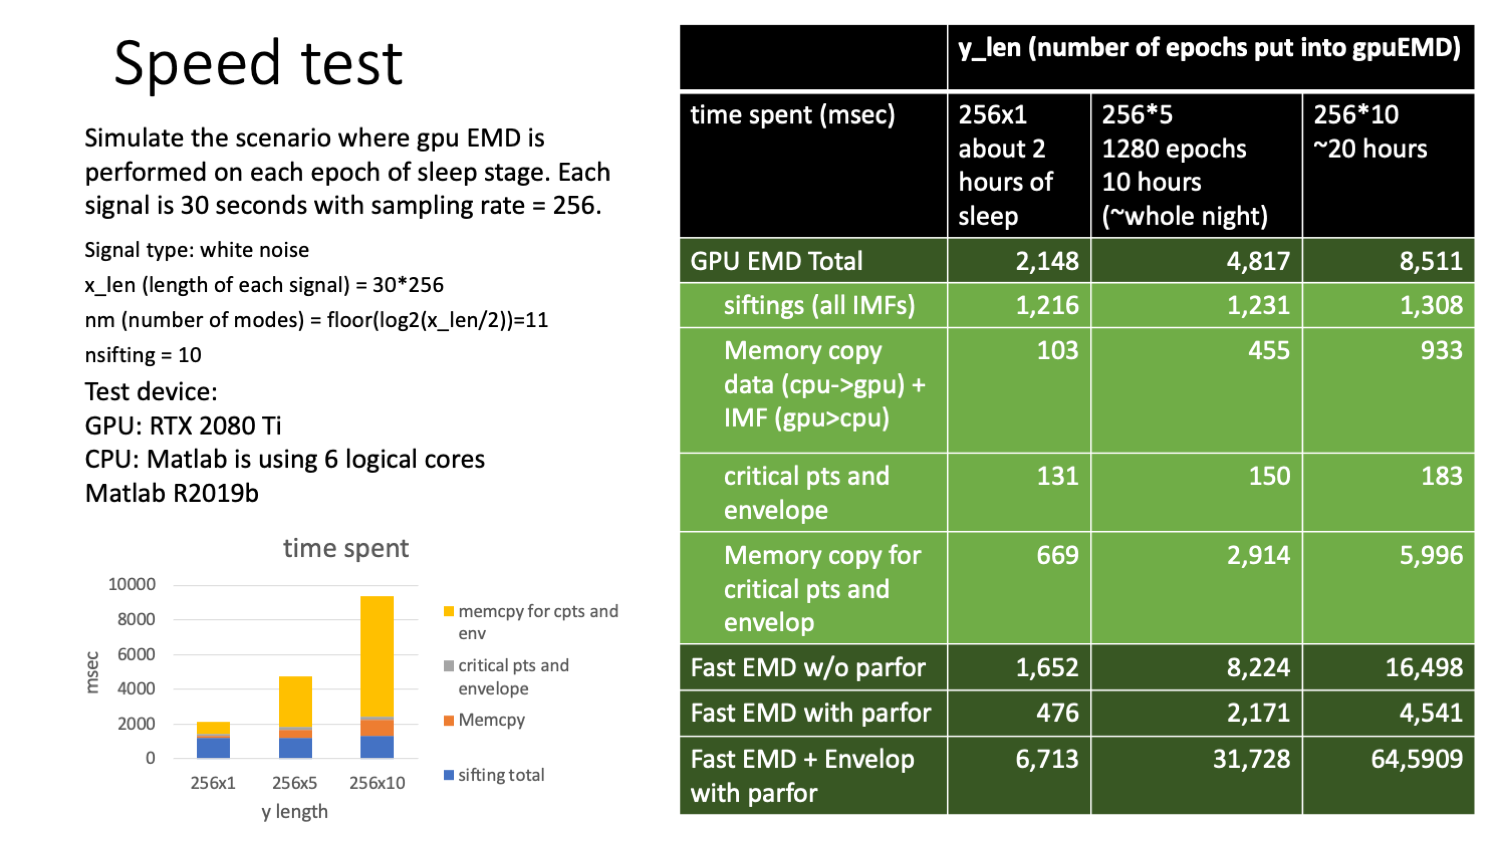 Speed test
Simulate the scenario where gpu EMD is
performed on each epoch of sleep stage. Each
signal is 30 seconds with sampling rate = 256.
Signal type: white noise
x_len (length of each signal) = 30*256
nm (number of modes) = floor(log2(x_len/2))=11
nsifting = 10
Test device:
GPU: RTX 2080 Ti
CPU: Matlab is using 6 logical cores
Matlab R2019b
time spent
10000
8000
6000
4000
2000
0
msec
256x1 256x5 256x10
y length
memcpy for cpts and
env
critical pts and
envelope
Memcpy
sifting total
y_len (number of epochs put into gpuEMD)
time spent (msec)
256x1
about 2
hours of
sleep
256*5
1280 epochs
10 hours
(~whole night)
256*10
~20 hours
GPU EMD Total 2,148 4,817 8,511
siftings (all IMFs) 1,216 1,231 1,308
Memory copy 103 455 933
data (cpu->gpu) +
IMF (gpu>cpu)
critical pts and 131 150 183
envelope
Memory copy for 669 2,914 5,996
critical pts and
envelop
Fast EMD w/o parfor 1,652 8,224 16,498
Fast EMD with parfor 476 2,171 4,541
Fast EMD + Envelop 6,713 31,728 64,5909
with parfor